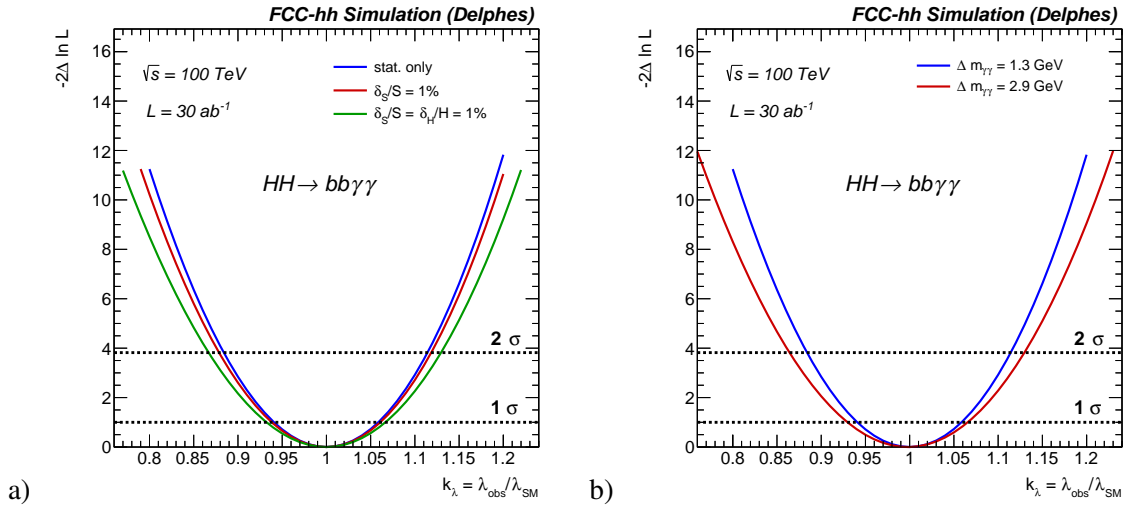 FCC-hh Simulation (Delphes)
-2Δ ln L
16
14
12
10
8
6
4
2
0
√s = 100 TeV
L = 30 ab⁻¹
stat. only
δS/S = 1%
δS/S = δH/H = 1%
HH→ bbγγ
2 σ
1 σ
0.8 0.85 0.9 0.95 1 1.05 1.1 1.15 1.2
kλ = λobs/λSM
a)
FCC-hh Simulation (Delphes)
-2Δ ln L
16
14
12
10
8
6
4
2
0
√s = 100 TeV
L = 30 ab⁻¹
Δ mγγ = 1.3 GeV
Δ mγγ = 2.9 GeV
HH→ bbγγ
2 σ
1 σ
0.8 0.85 0.9 0.95 1 1.05 1.1 1.15 1.2
kλ = λobs/λSM
b)